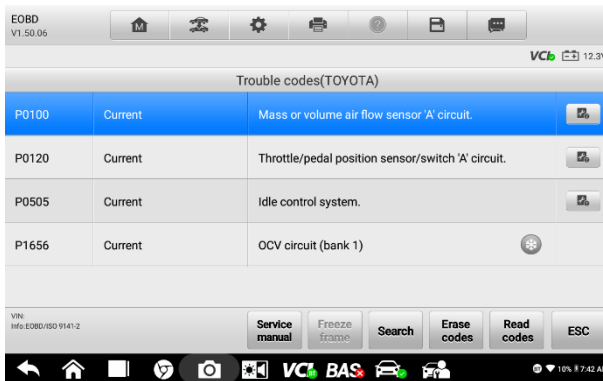 EOBD
V1.50.06
M
?
VCI 12.3V
Trouble codes(TOYOTA)
P0100 Current Mass or volume air flow sensor 'A' circuit.
P0120 Current Throttle/pedal position sensor/switch 'A' circuit.
P0505 Current Idle control system.
P1656 Current OCV circuit (bank 1)
VIN:
Info:EOBD/ISO 9141-2
Service manual
Freeze frame
Search
Erase codes
Read codes
ESC
VCI BAS 10% 7:42 A